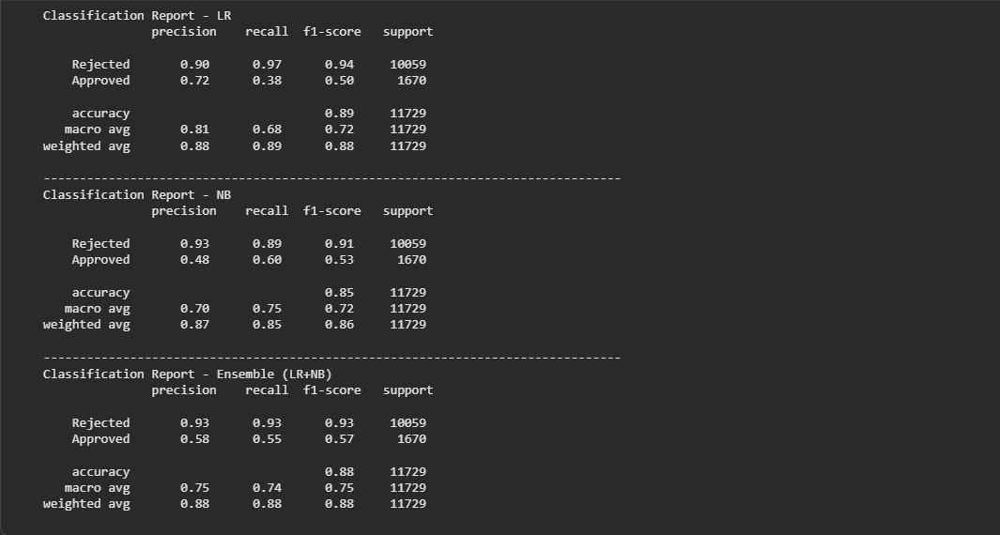 Classification Report - LR
precision recall f1-score support
Rejected 0.90 0.97 0.94 10059
Approved 0.72 0.38 0.50 1670
accuracy 0.89 11729
macro avg 0.81 0.68 0.72 11729
weighted avg 0.88 0.89 0.88 11729
--------------------------------------------------------------------------------
Classification Report - NB
precision recall f1-score support
Rejected 0.93 0.89 0.91 10059
Approved 0.48 0.60 0.53 1670
accuracy 0.85 11729
macro avg 0.70 0.75 0.72 11729
weighted avg 0.87 0.85 0.86 11729
--------------------------------------------------------------------------------
Classification Report - Ensemble (LR+NB)
precision recall f1-score support
Rejected 0.93 0.93 0.93 10059
Approved 0.58 0.55 0.57 1670
accuracy 0.88 11729
macro avg 0.75 0.74 0.75 11729
weighted avg 0.88 0.88 0.88 11729